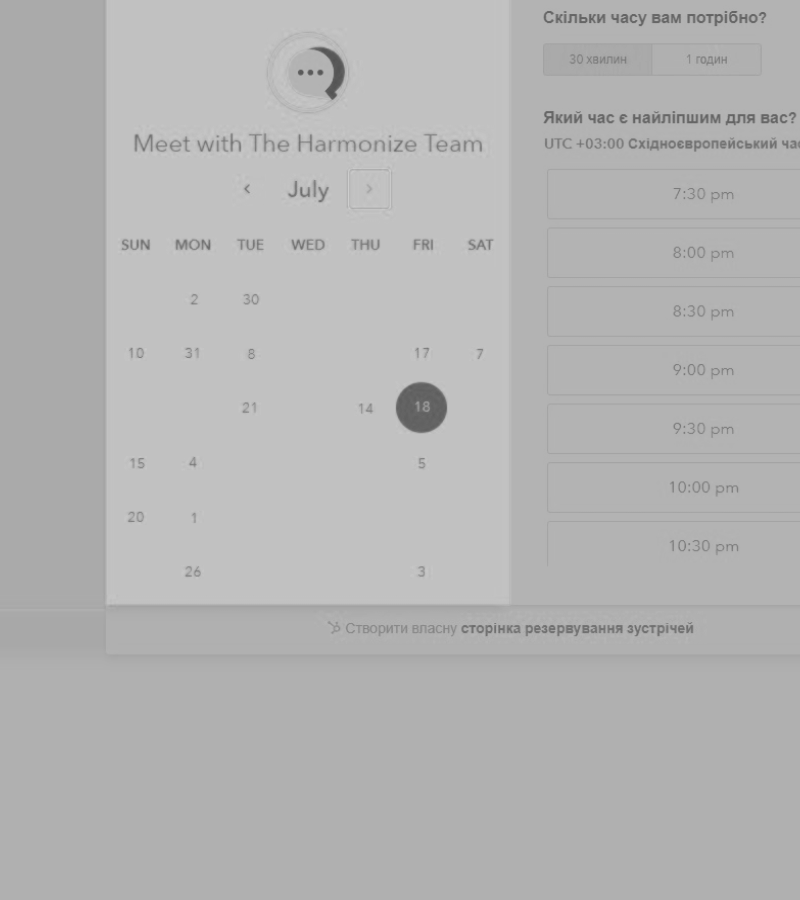 Meet with The Harmonize Team
July
SUN MON TUE WED THU FRI SAT
2 30
10 31 8 17 7
21 14 18
15 4 5
20 1
26 3
Скільки часу вам потрібно?
30 хвилин 1 годин
Який час є найліпшим для вас?
UTC +03:00 Східноєвропейський час
7:30 pm
8:00 pm
8:30 pm
9:00 pm
9:30 pm
10:00 pm
10:30 pm
Створити власну сторінка резервування зустрічей